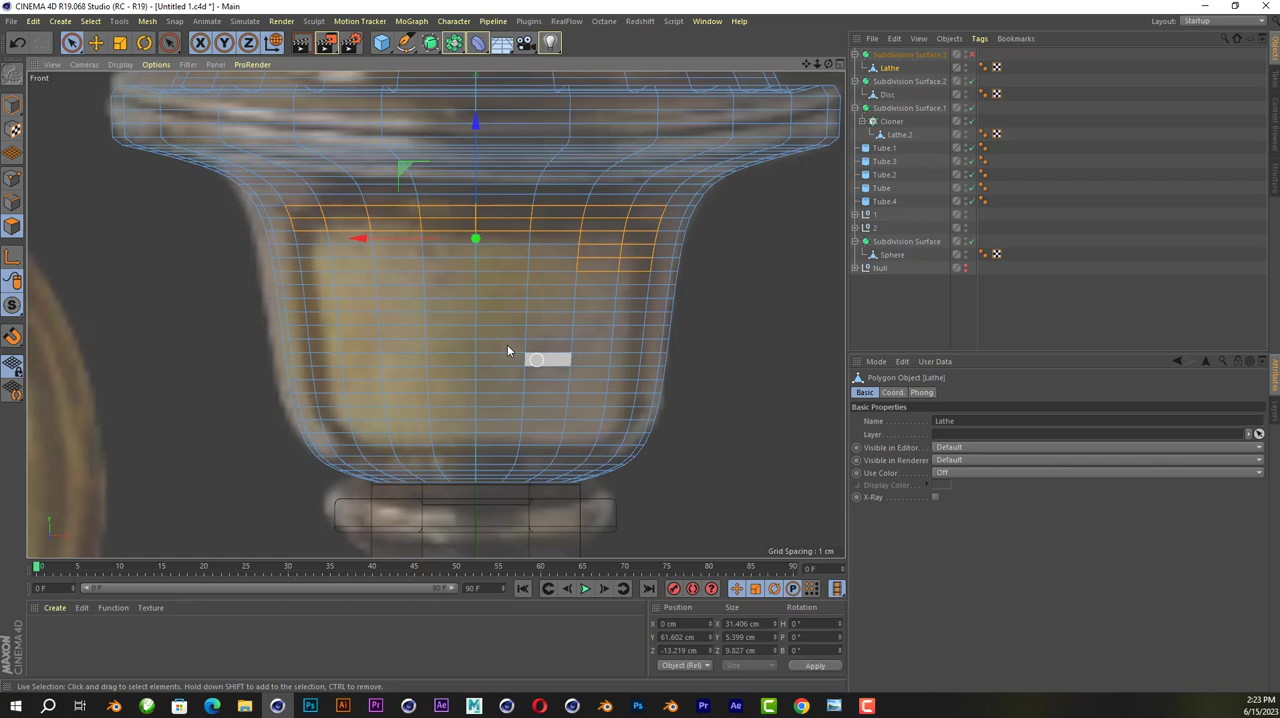 CINEMA 4D R19.068 Studio (RC - R19) - [Untitled 1.c4d *] - Main
File Edit Create Select Tools Mesh Snap Animate Simulate Render Sculpt Motion Tracker MoGraph Character Pipeline Plugins RealFlow Octane Redshift Script Window Help
Layout: Startup
File Edit View Objects Tags Bookmarks
View Cameras Display Options Filter Panel ProRender
Front
Subdivision Surface.3
Lathe
Subdivision Surface.2
Disc
Subdivision Surface.1
Cloner
Lathe.2
Tube.1
Tube.3
Tube.2
Tube
Tube.4
1
2
Subdivision Surface
Sphere
Null
Objects
Structure
Mode Edit User Data
Attributes
Polygon Object [Lathe]
Basic Coord. Phong
Basic Properties
Name Lathe
Layer
Visible in Editor Default
Visible in Renderer Default
Use Color Off
Display Color
X-Ray
Grid Spacing : 1 cm
0 5 10 15 20 25 30 35 40 45 50 55 60 65 70 75 80 85 90 0 F
0 F 0 F 90 F 90 F
Create Edit Function Texture
Position Size Rotation
X 0 cm X 31.406 cm H 0 °
Y 61.602 cm Y 5.399 cm P 0 °
Z -13.219 cm Z 9.827 cm B 0 °
Object (Rel) Size Apply
MAXON CINEMA 4D
Live Selection: Click and drag to select elements. Hold down SHIFT to add to the selection, CTRL to remove.
2:23 PM
6/15/2023